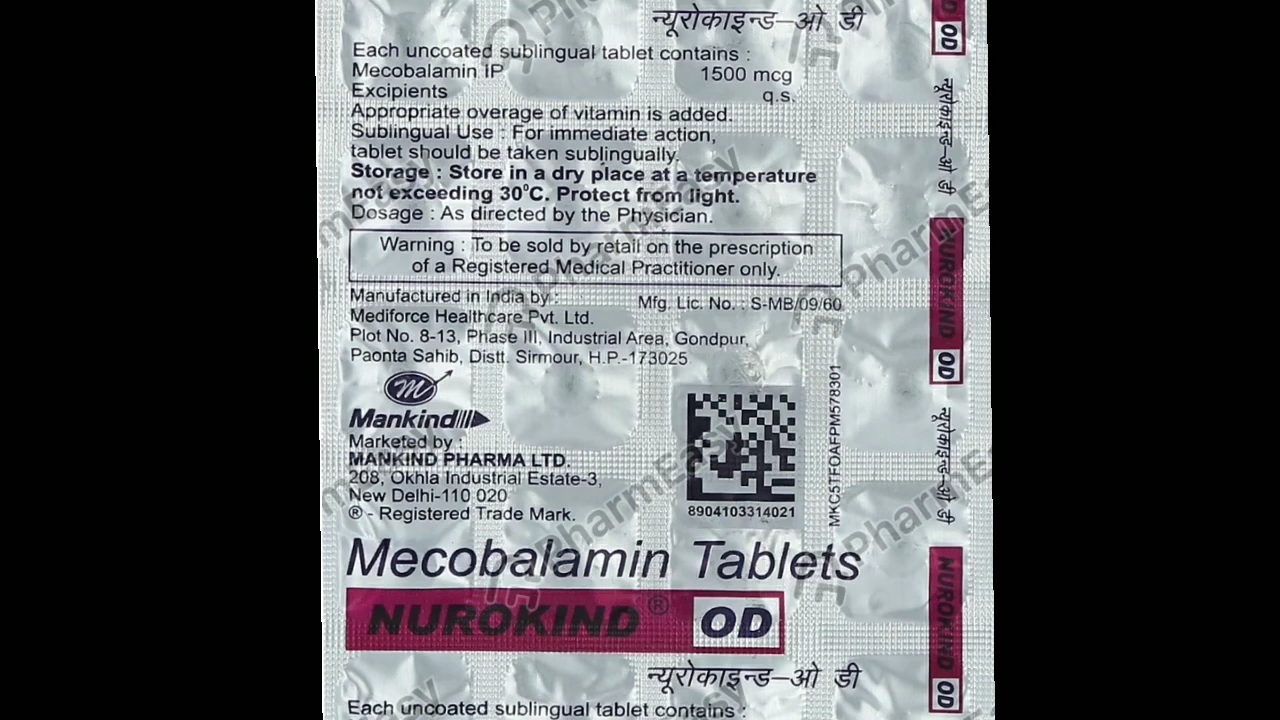 न्यूरोकाइन्ड–ओ डी
Each uncoated sublingual tablet contains :
Mecobalamin IP 1500 mcg
Excipients q.s.
Appropriate overage of vitamin is added.
Sublingual Use : For immediate action,
tablet should be taken sublingually.
Storage : Store in a dry place at a temperature
not exceeding 30°C. Protect from light.
Dosage : As directed by the Physician.
Warning : To be sold by retail on the prescription
of a Registered Medical Practitioner only.
Manufactured in India by : Mfg. Lic. No. : S-MB/09/60
Mediforce Healthcare Pvt. Ltd.
Plot No. 8-13, Phase III, Industrial Area, Gondpur,
Paonta Sahib, Distt. Sirmour, H.P.-173025
m
Mankind
Marketed by :
MANKIND PHARMA LTD.
208, Okhla Industrial Estate-3,
New Delhi-110 020
® - Registered Trade Mark.
8904103314021
MKC5TFOAFPM578301
Mecobalamin Tablets
NUROKIND ® OD
न्यूरोकाइन्ड–ओ डी
Each uncoated sublingual tablet contains :
OD
न्यूरोकाइन्ड–ओ डी
NUROKIND OD
न्यूरोकाइन्ड–ओ डी
NUROKIND OD
PharmEasy
PharmEasy
PharmEasy